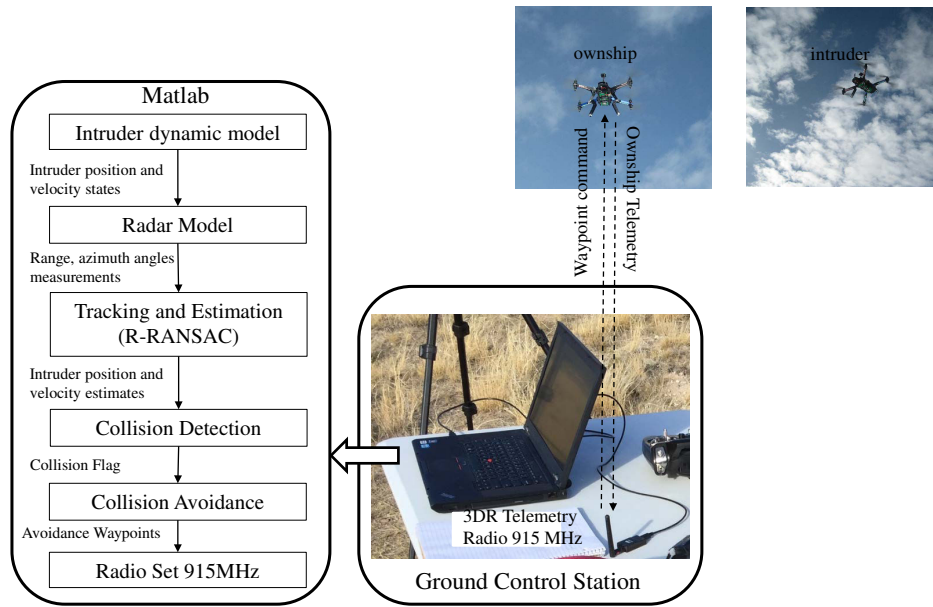 Matlab
Intruder dynamic model
Intruder position and
velocity states
Radar Model
Range, azimuth angles
measurements
Tracking and Estimation
(R-RANSAC)
Intruder position and
velocity estimates
Collision Detection
Collision Flag
Collision Avoidance
Avoidance Waypoints
Radio Set 915MHz
ownship
intruder
Waypoint command
Ownship Telemetry
3DR Telemetry
Radio 915 MHz
Ground Control Station